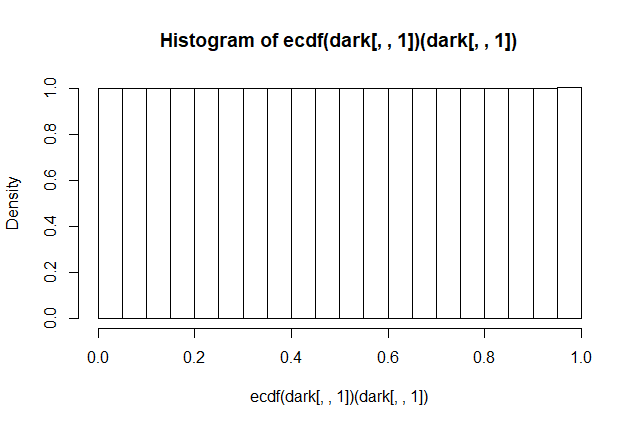 Histogram of ecdf(dark[, , 1])(dark[, , 1])
Density
1.0
0.8
0.6
0.4
0.2
0.0
0.0 0.2 0.4 0.6 0.8 1.0
ecdf(dark[, , 1])(dark[, , 1])